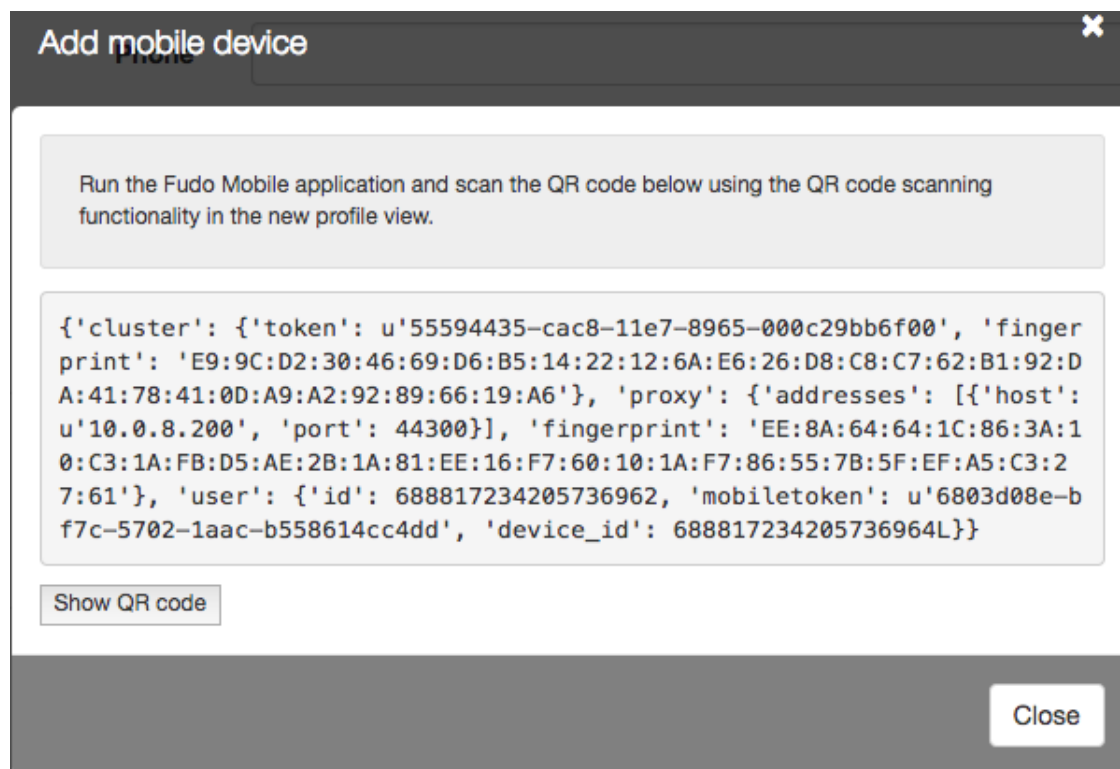 Add mobile device
Phone
Run the Fudo Mobile application and scan the QR code below using the QR code scanning
functionality in the new profile view.
{'cluster': {'token': u'55594435-cac8-11e7-8965-000c29bb6f00', 'finger
print': 'E9:9C:D2:30:46:69:D6:B5:14:22:12:6A:E6:26:D8:C8:C7:62:B1:92:D
A:41:78:41:0D:A9:A2:92:89:66:19:A6'}, 'proxy': {'addresses': [{'host':
u'10.0.8.200', 'port': 44300}], 'fingerprint': 'EE:8A:64:64:1C:86:3A:1
0:C3:1A:FB:D5:AE:2B:1A:81:EE:16:F7:60:10:1A:F7:86:55:7B:5F:EF:A5:C3:2
7:61'}, 'user': {'id': 688817234205736962, 'mobiletoken': u'6803d08e-b
f7c-5702-1aac-b558614cc4dd', 'device_id': 688817234205736964L}}
Show QR code
Close